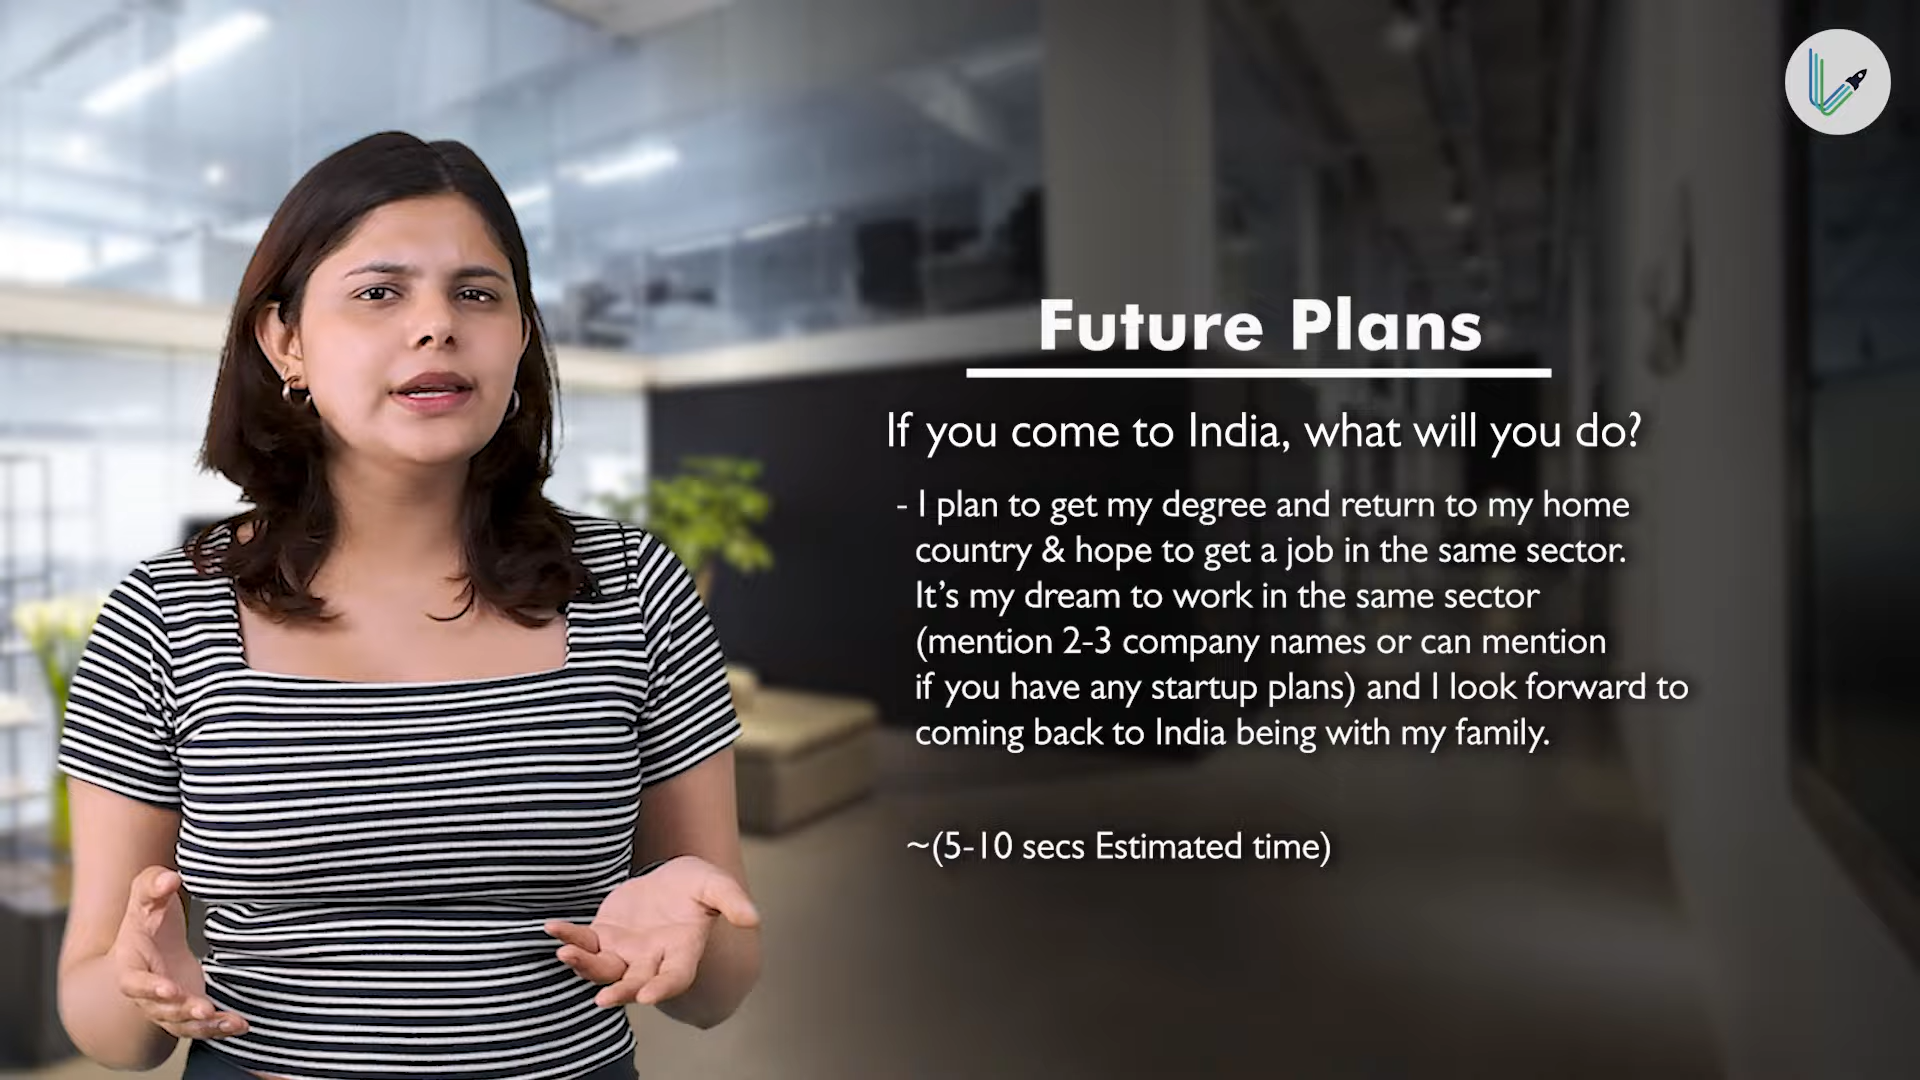 Future Plans
If you come to India, what will you do?
- I plan to get my degree and return to my home
country & hope to get a job in the same sector.
It's my dream to work in the same sector
(mention 2-3 company names or can mention
if you have any startup plans) and I look forward to
coming back to India being with my family.
~(5-10 secs Estimated time)